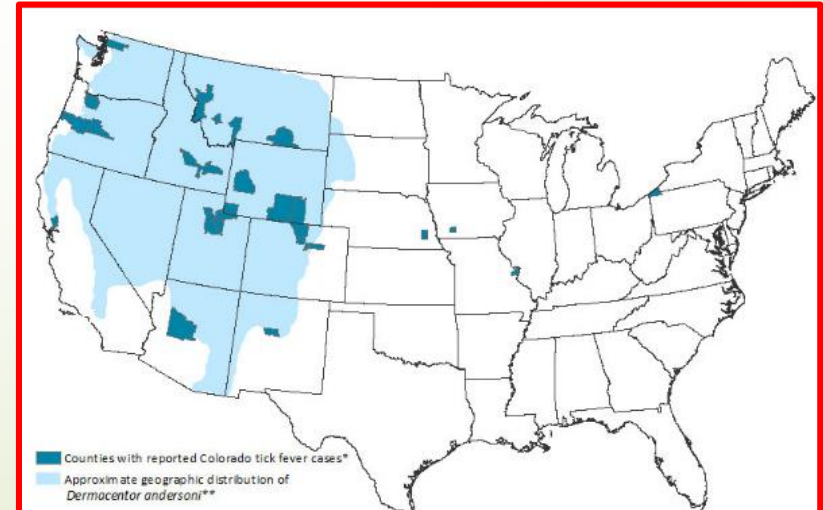 Counties with reported Colorado tick fever cases*
Approximate geographic distribution of
Dermacentor andersoni**